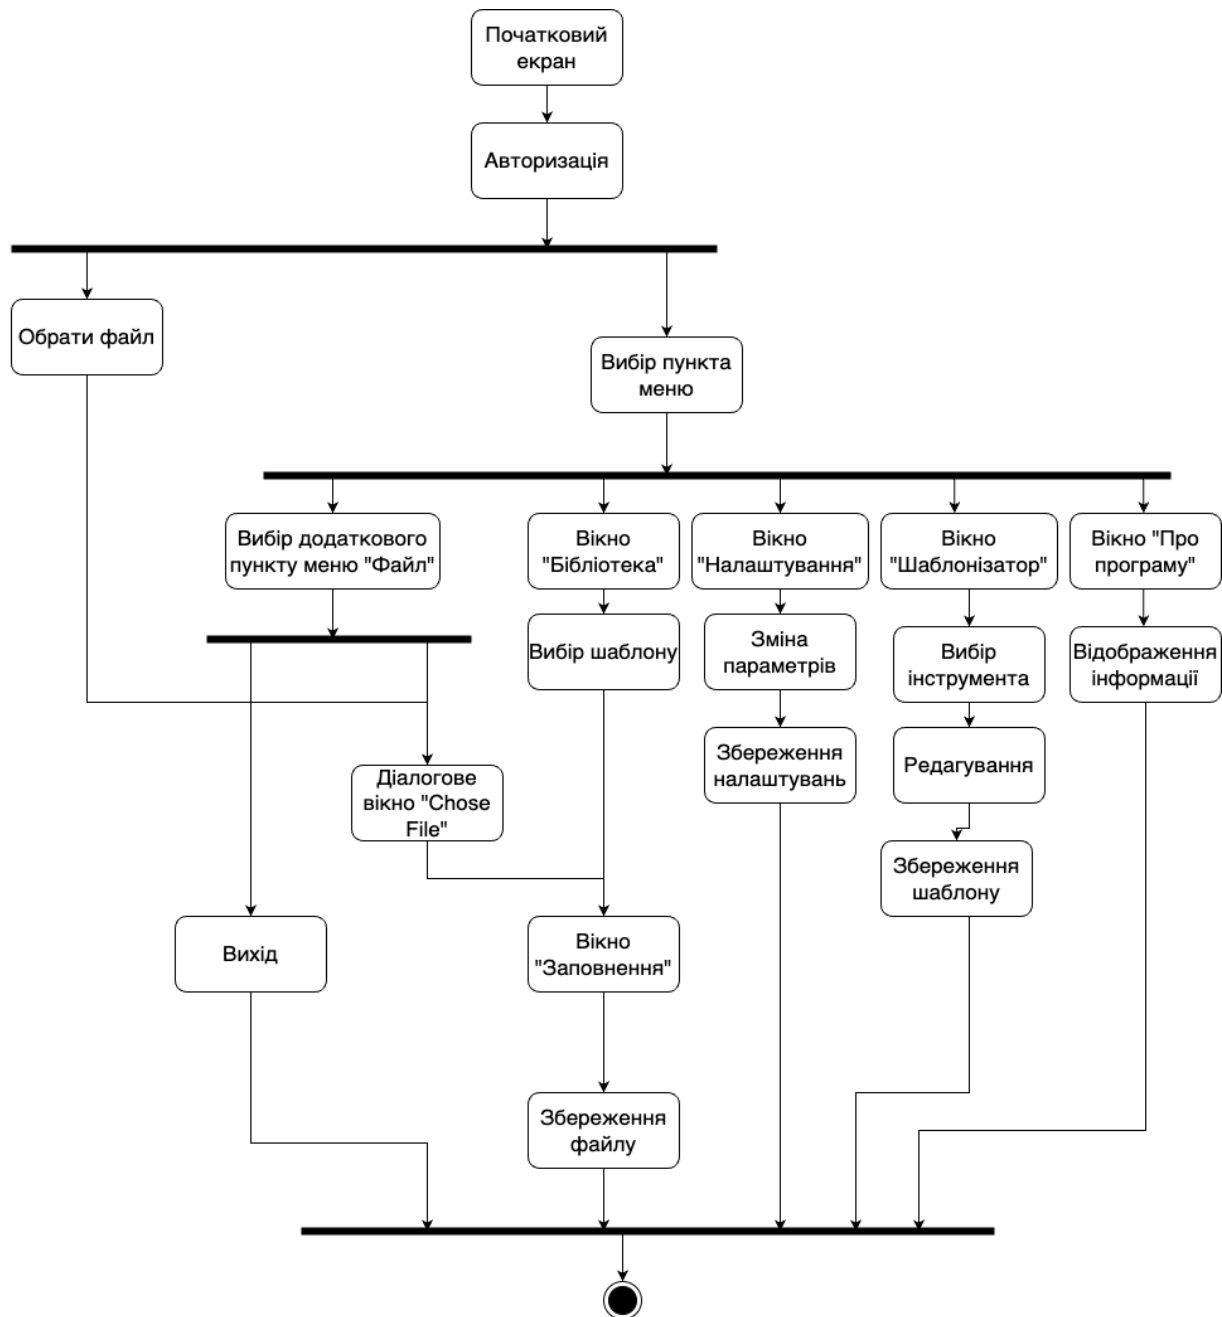 Початковий
екран
Авторизація
Обрати файл
Вибір пункта
меню
Вибір додаткового
пункту меню "Файл"
Вікно
"Бібліотека"
Вікно
"Налаштування"
Вікно
"Шаблонізатор"
Вікно "Про
програму"
Вибір шаблону
Зміна
параметрів
Вибір
інструмента
Відображення
інформації
Збереження
налаштувань
Редагування
Діалогове
вікно "Chose
File"
Збереження
шаблону
Вихід
Вікно
"Заповнення"
Збереження
файлу